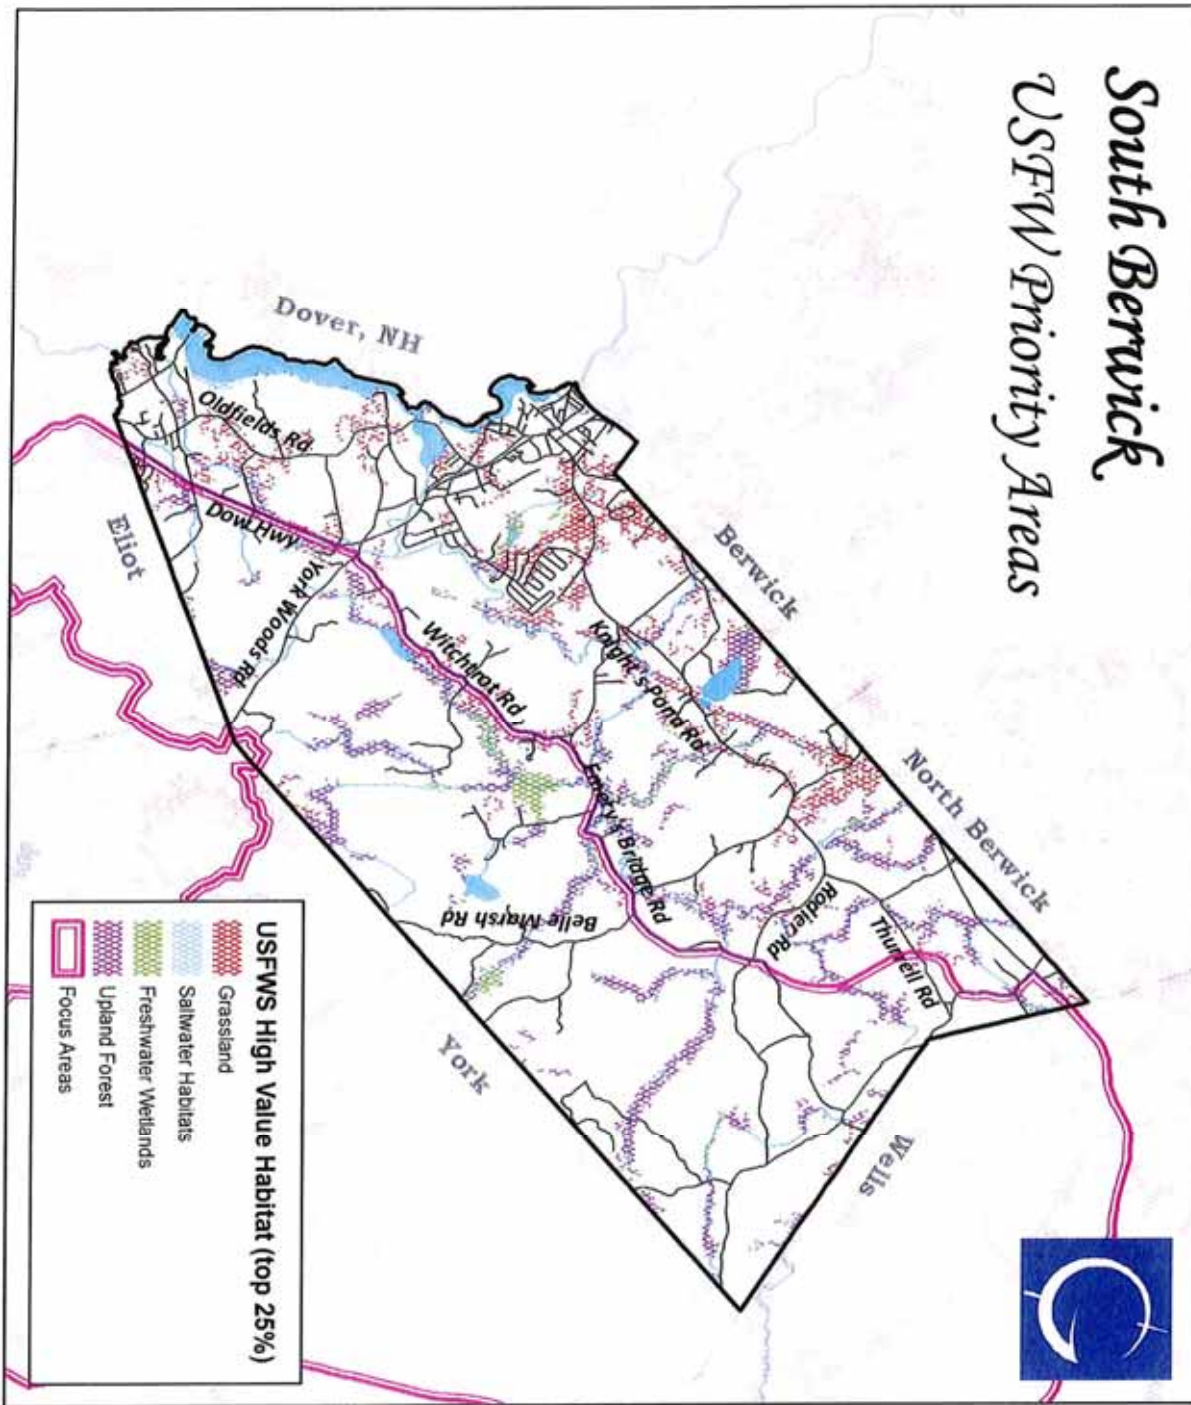 South Berwick
USFW Priority Areas
Dover, NH
Berwick
North Berwick
Oldfields Rd
Dow Hwy
Eliot
York Woods Rd
Witchtrot Rd
Knight's Pond Rd
Emery's Bridge Rd
Belle Marsh Rd
Rodier Rd
Thurrell Rd
York
Wells
USFWS High Value Habitat (top 25%)
Grassland
Saltwater Habitats
Freshwater Wetlands
Upland Forest
Focus Areas